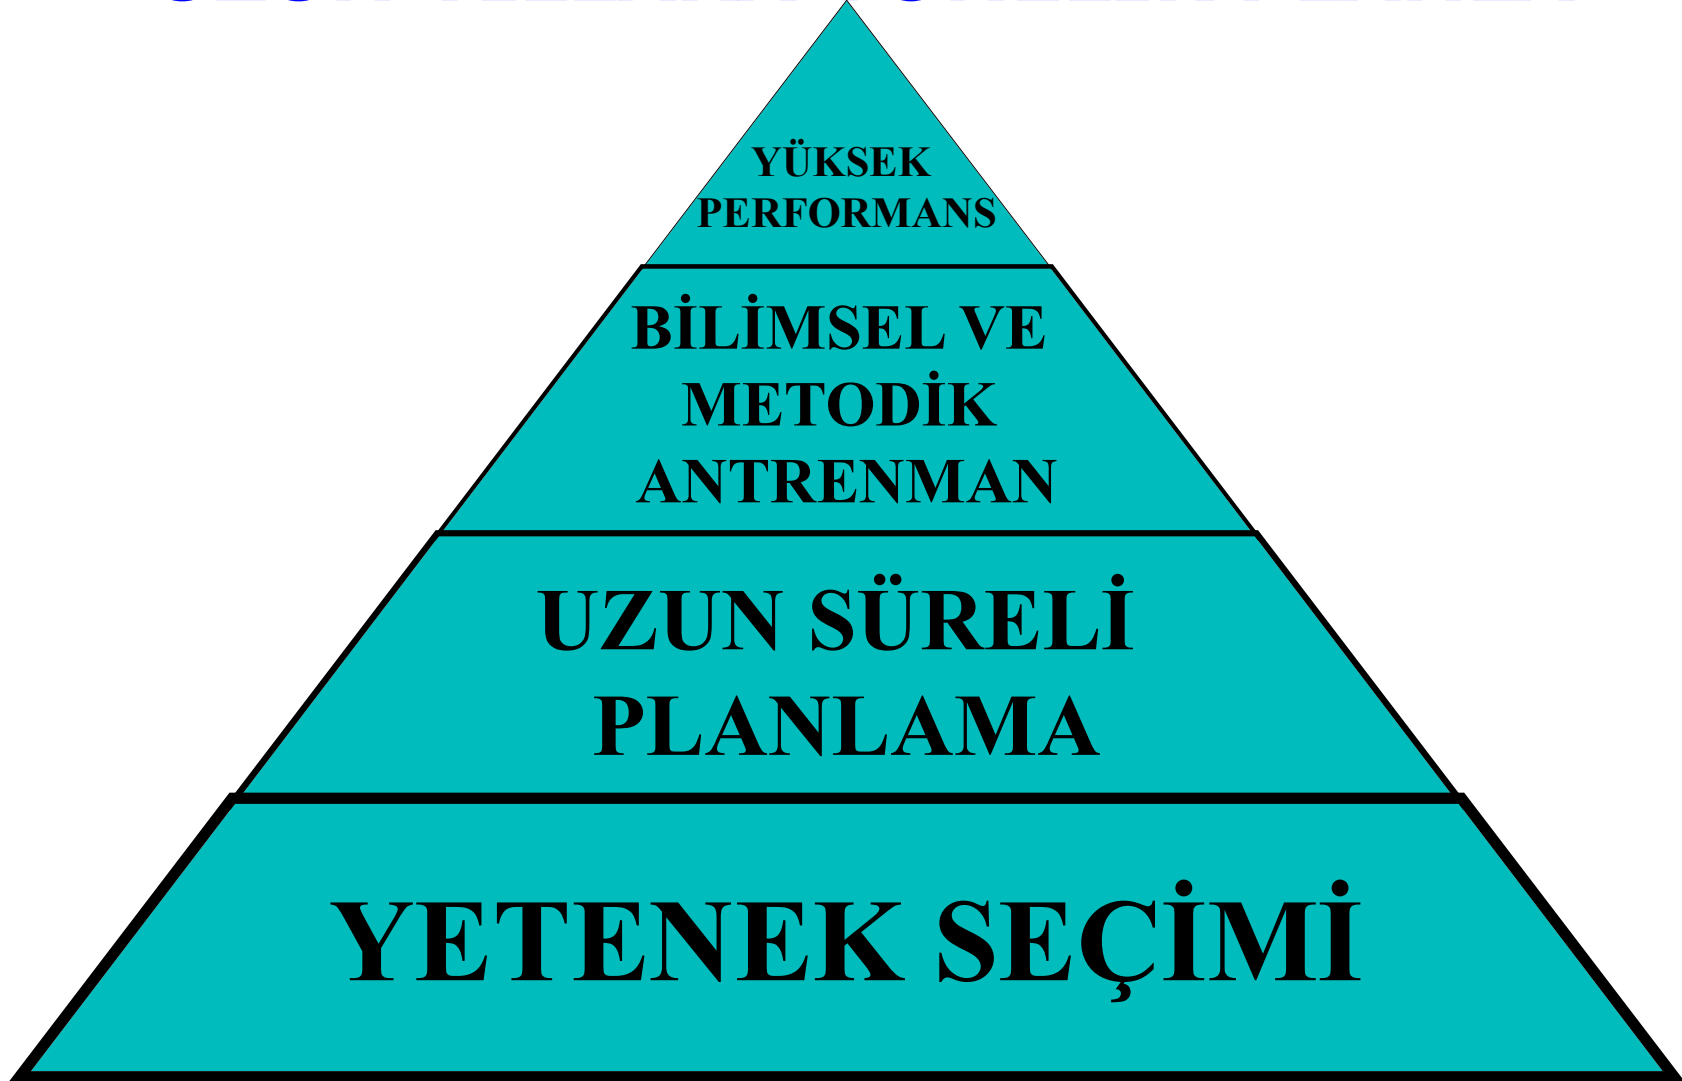 YÜKSEK
PERFORMANS
BİLİMSEL VE
METODİK
ANTRENMAN
UZUN SÜRELİ
PLANLAMA
YETENEK SEÇİMİ